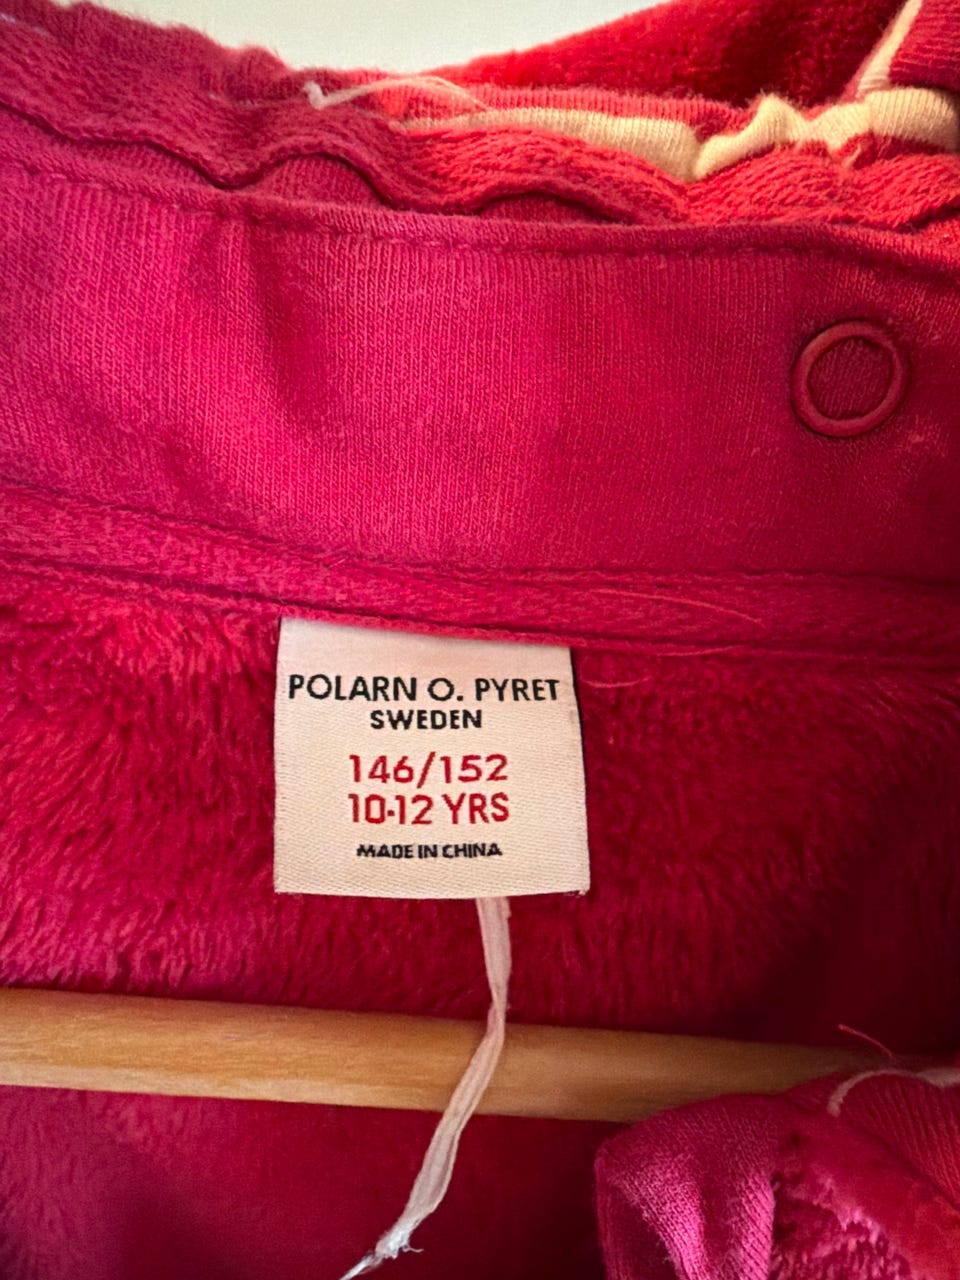 POLARN O. PYRET
SWEDEN
146/152
10-12 YRS
MADE IN CHINA